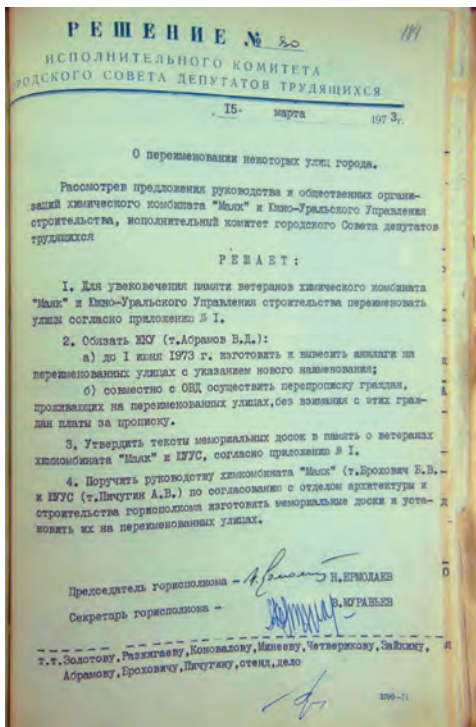 РЕШЕНИЕ № 80
189
ИСПОЛНИТЕЛЬНОГО КОМИТЕТА
ГОРОДСКОГО СОВЕТА ДЕПУТАТОВ ТРУДЯЩИХСЯ
15- марта 1973г.
О переименовании некоторых улиц города.
Рассмотрев предложения руководства и общественных органи-
заций химического комбината "Маяк" и Южно-Уральского Управления
строительства, исполнительный комитет городского Совета депутатов
трудящихся
РЕШАЕТ:
1. Для увековечения памяти ветеранов химического комбината
"Маяк" и Южно-Уральского Управления строительства переименовать
улицы согласно приложению № 1.
2. Обязать ЖКУ (т.Абрамов В.Д.):
а) до 1 июня 1973 г. изготовить и вывесить аншлаги на
переименованных улицах с указанием нового наименования;
б) совместно с ОВД осуществить перепрописку граждан,
проживающих на переименованных улицах, без взимания с этих граж-
дан платы за прописку.
3. Утвердить тексты мемориальных досок в память о ветеранах
химкомбината "Маяк" и ЮУУС, согласно приложению № 1.
4. Поручить руководству химкомбината "Маяк" (т.Брохович Б.В.
и ЮУУС (т.Пичугин А.В.) по согласованию с отделом архитектуры и
строительства горисполкома изготовить мемориальные доски и уста-
новить их на переименованных улицах.
Председатель горисполкома - Н.ЕРМОЛАЕВ
Секретарь горисполкома - В.МУРАВЬЕВ
т.т.Золотову, Разжигаеву, Коновалову, Минееву, Четверикову, Зайкину,
Абрамову, Броховичу, Пичугину, стенд, дело